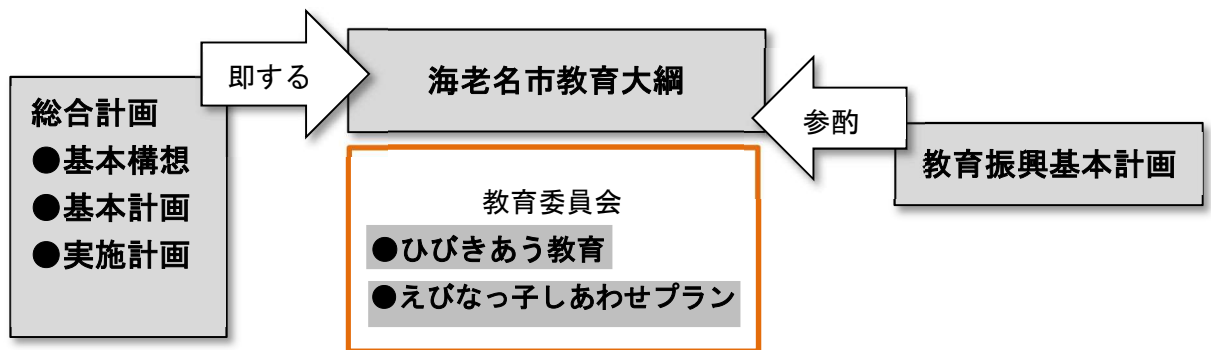 総合計画
●基本構想
●基本計画
●実施計画
即する
海老名市教育大綱
教育委員会
●ひびきあう教育
●えびなっ子しあわせプラン
参酌
教育振興基本計画